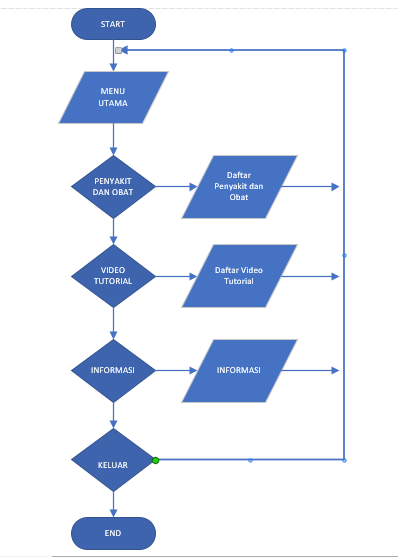 START
MENU
UTAMA
PENYAKIT
DAN OBAT
Daftar
Penyakit dan
Obat
VIDEO
TUTORIAL
Daftar Video
Tutorial
INFORMASI
INFORMASI
KELUAR
END